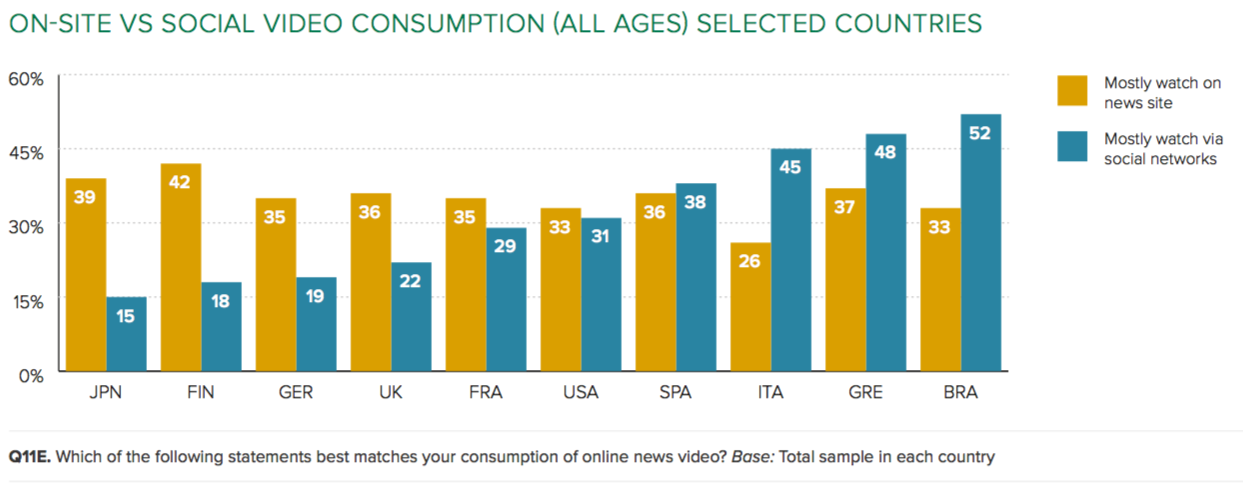 ON-SITE VS SOCIAL VIDEO CONSUMPTION (ALL AGES) SELECTED COUNTRIES
60%
45%
30%
15%
0%
39
15
42
18
35
19
36
22
35
29
33
31
36
38
26
45
37
48
33
52
JPN
FIN
GER
UK
FRA
USA
SPA
ITA
GRE
BRA
Mostly watch on
news site
Mostly watch via
social networks
Q11E. Which of the following statements best matches your consumption of online news video? Base: Total sample in each country